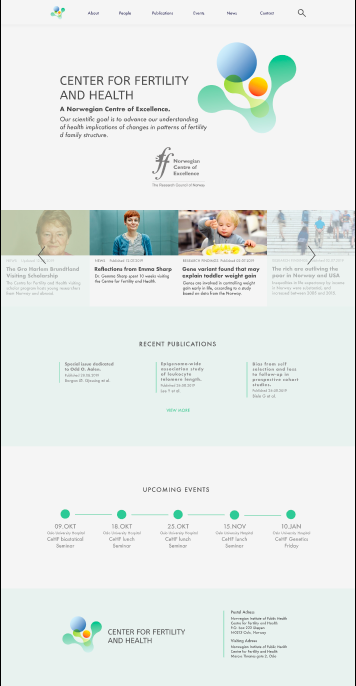 About People Publications Events News Contact
CENTER FOR FERTILITY
AND HEALTH
A Norwegian Centre of Excellence.
Our scientific goal is to advance our understanding
of health implications of changes in patterns of fertility
d family structure.
Norwegian
Centre of
Excellence
The Research Council of Norway
NEWS
The Gro Harlem Brundtland
Visiting Scholarship
The Centre for Fertility and Health visiting
scholar program from young researchers
from Norway and abroad
NEWS Published 12.10.2019
Reflections from Emma Sharp
Dr. Gemma Sharp spent 10 weeks visiting
the Centre for Fertility and Health.
RESEARCH FINDINGS Published 05.09.2019
Gene variant found that may
explain toddler weight gain
Genes are involved in controlling weight
gain early in life, according to a study
based on data from the Norway.
The rich are outliving the
poor in Norway and USA
Inequalities in life expectancy by income
in Norway were substantial, and
increased between 2005 and 2015.
RECENT PUBLICATIONS
Special issue dedicated
to Odd O. Aalen.
Published 10.06.2019
Borgan Ø, Gjessing et al
Epigenome-wide
association study
of leukocyte
telomere length.
Published 26.08.2019
Lee Y et al.
Bias from self
selection and loss
to follow-up in
prospective cohort
studies.
Published 26.08.2019
Biele G et al
VIEW MORE
UPCOMING EVENTS
09.OKT
Oslo University Hospital
CeHF biostatind
Seminar
18.OKT
Oslo University Hospital
CeHF lunch
Seminar
25.OKT
Oslo University Hospital
CeHF lunch
Seminar
15.NOV
Oslo University Hospital
CeHF lunch
Seminar
10.JAN
Oslo University Hospital
CeHF Genetics
Friday
CENTER FOR FERTILITY
AND HEALTH
Postal Adress
Norwegian Institute of Public Health
Centre for Fertility and Health
P.O. Box 222 Skøyen
N-0213 Oslo, Norway
Visiting Adress
Norwegian Institute of Public Health
Centre for Fertility and Health
Marcus Thranes gate 2, Oslo